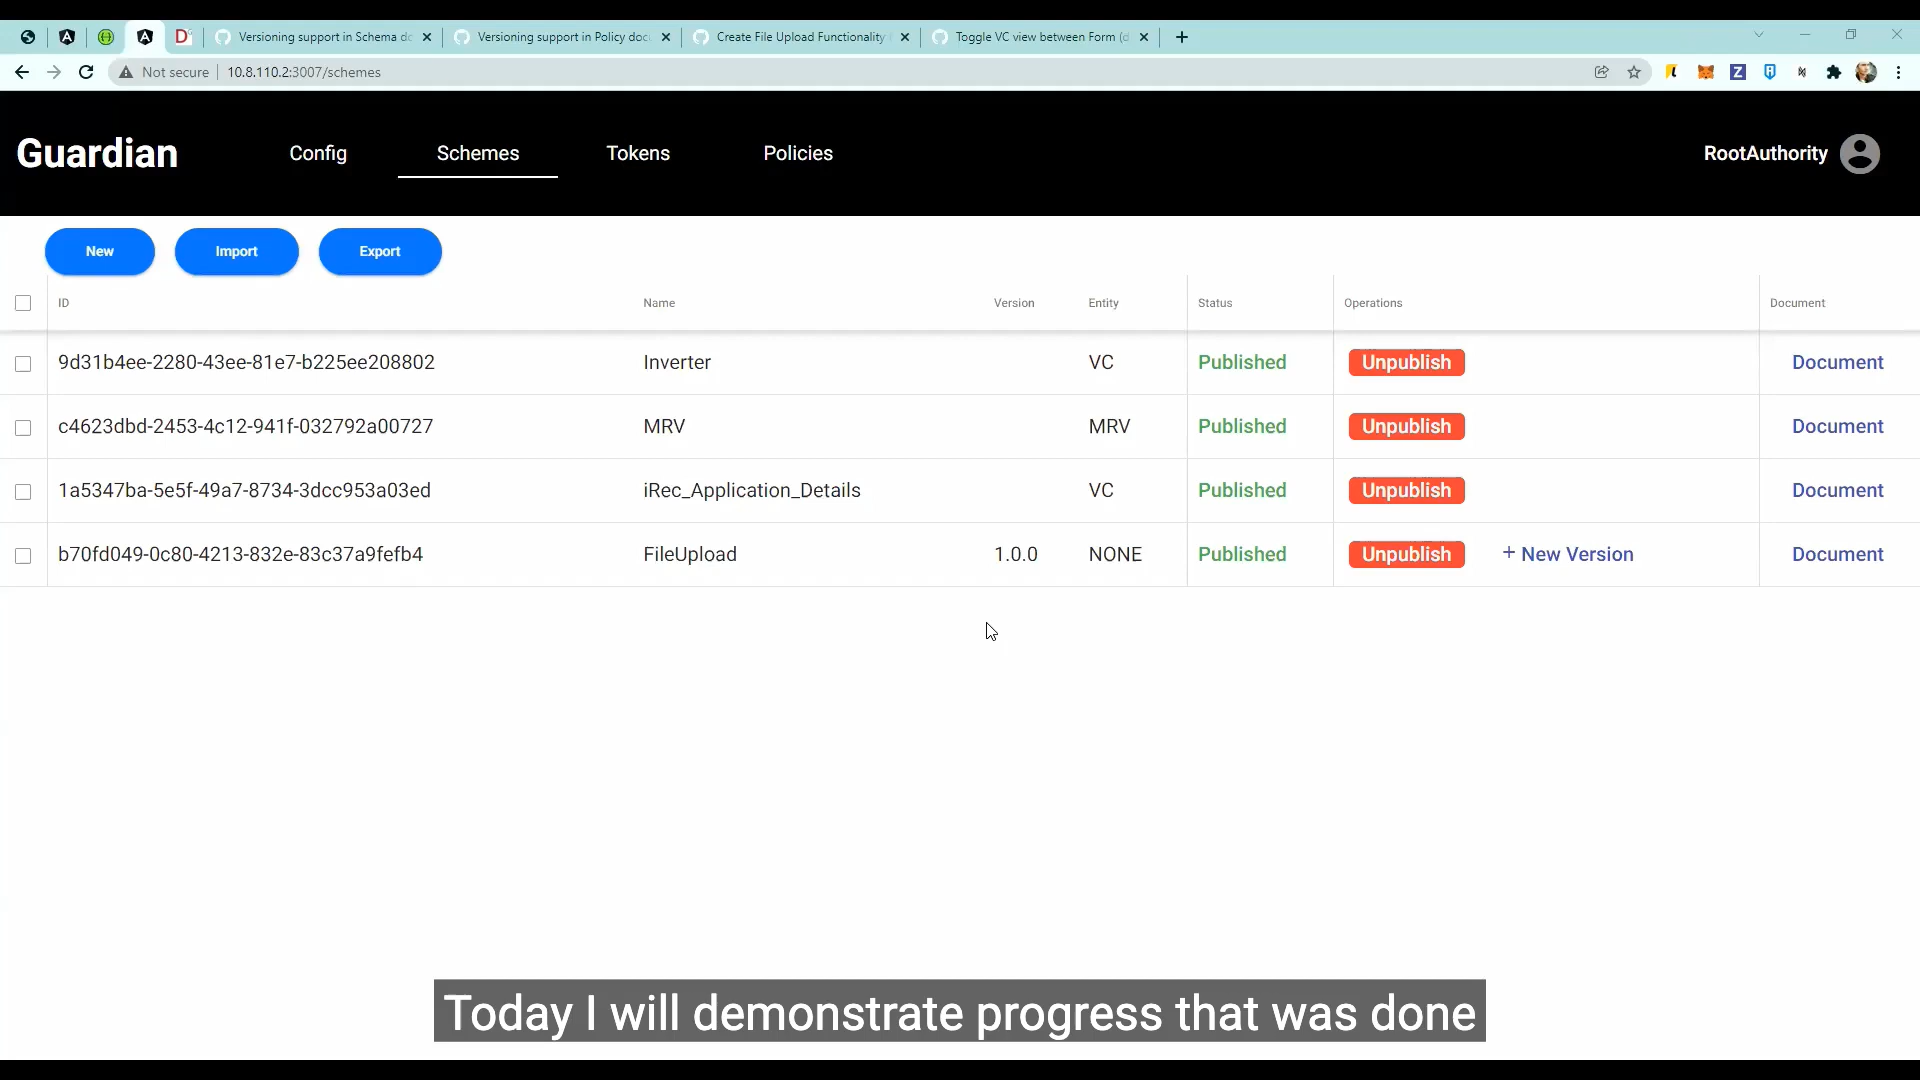 Versioning support in Schema do
Versioning support in Policy docu
Create File Upload Functionality
Toggle VC view between Form (d
Not secure
10.8.110.2:3007/schemes
Guardian
Config
Schemes
Tokens
Policies
RootAuthority
New
Import
Export
ID Name Version Entity Status Operations Document
9d31b4ee-2280-43ee-81e7-b225ee208802 Inverter VC Published Unpublish Document
c4623dbd-2453-4c12-941f-032792a00727 MRV MRV Published Unpublish Document
1a5347ba-5e5f-49a7-8734-3dcc953a03ed iRec_Application_Details VC Published Unpublish Document
b70fd049-0c80-4213-832e-83c37a9fefb4 FileUpload 1.0.0 NONE Published Unpublish + New Version Document
Today I will demonstrate progress that was done